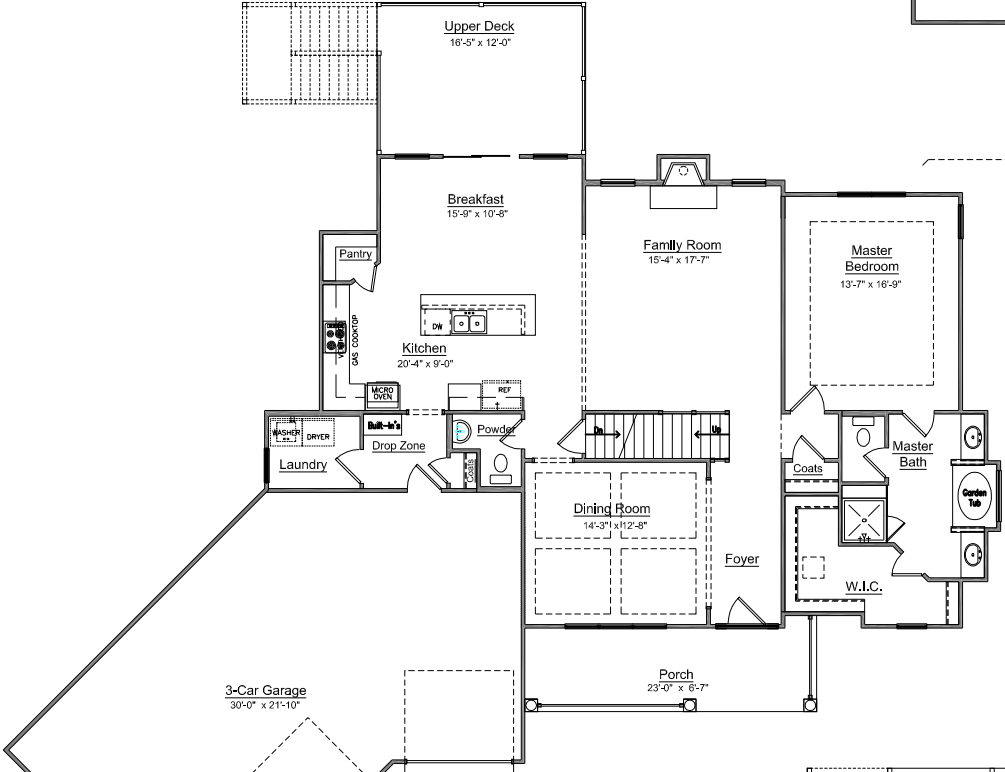 Upper Deck
16'-5" x 12'-0"
Breakfast
15'-9" x 10'-8"
Pantry
Family Room
15'-4" x 17'-7"
Master
Bedroom
13'-7" x 16'-9"
GAS COOKTOP
DW
Kitchen
20'-4" x 9'-0"
MICRO
OVEN
REF
Built-in's
Drop Zone
WASHER
DRYER
Laundry
Powder
Coats
Dn
Up
Coats
Master
Bath
Garden
Tub
Dining Room
14'-3" x 12'-8"
Foyer
W.I.C.
3-Car Garage
30'-0" x 21'-10"
Porch
23'-0" x 6'-7"